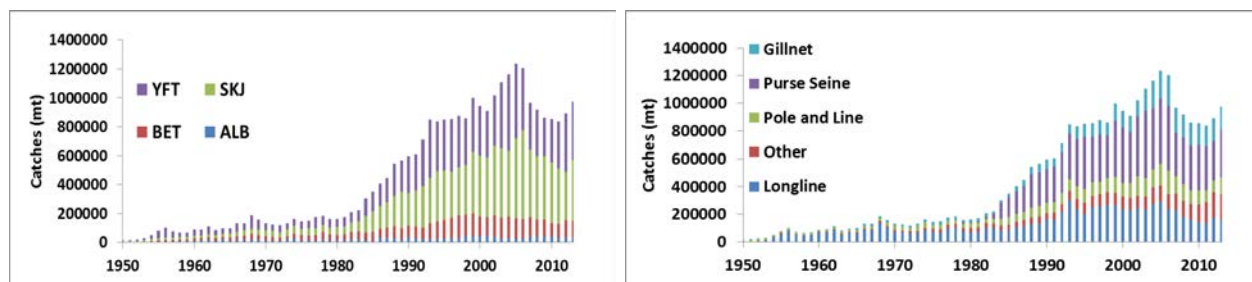 Catches (mt)
1400000
1200000
1000000
800000
600000
400000
200000
0
YFT SKJ
BET ALB
1950 1960 1970 1980 1990 2000 2010
Catches (mt)
1400000
1200000
1000000
800000
600000
400000
200000
0
Gillnet
Purse Seine
Pole and Line
Other
Longline
1950 1960 1970 1980 1990 2000 2010